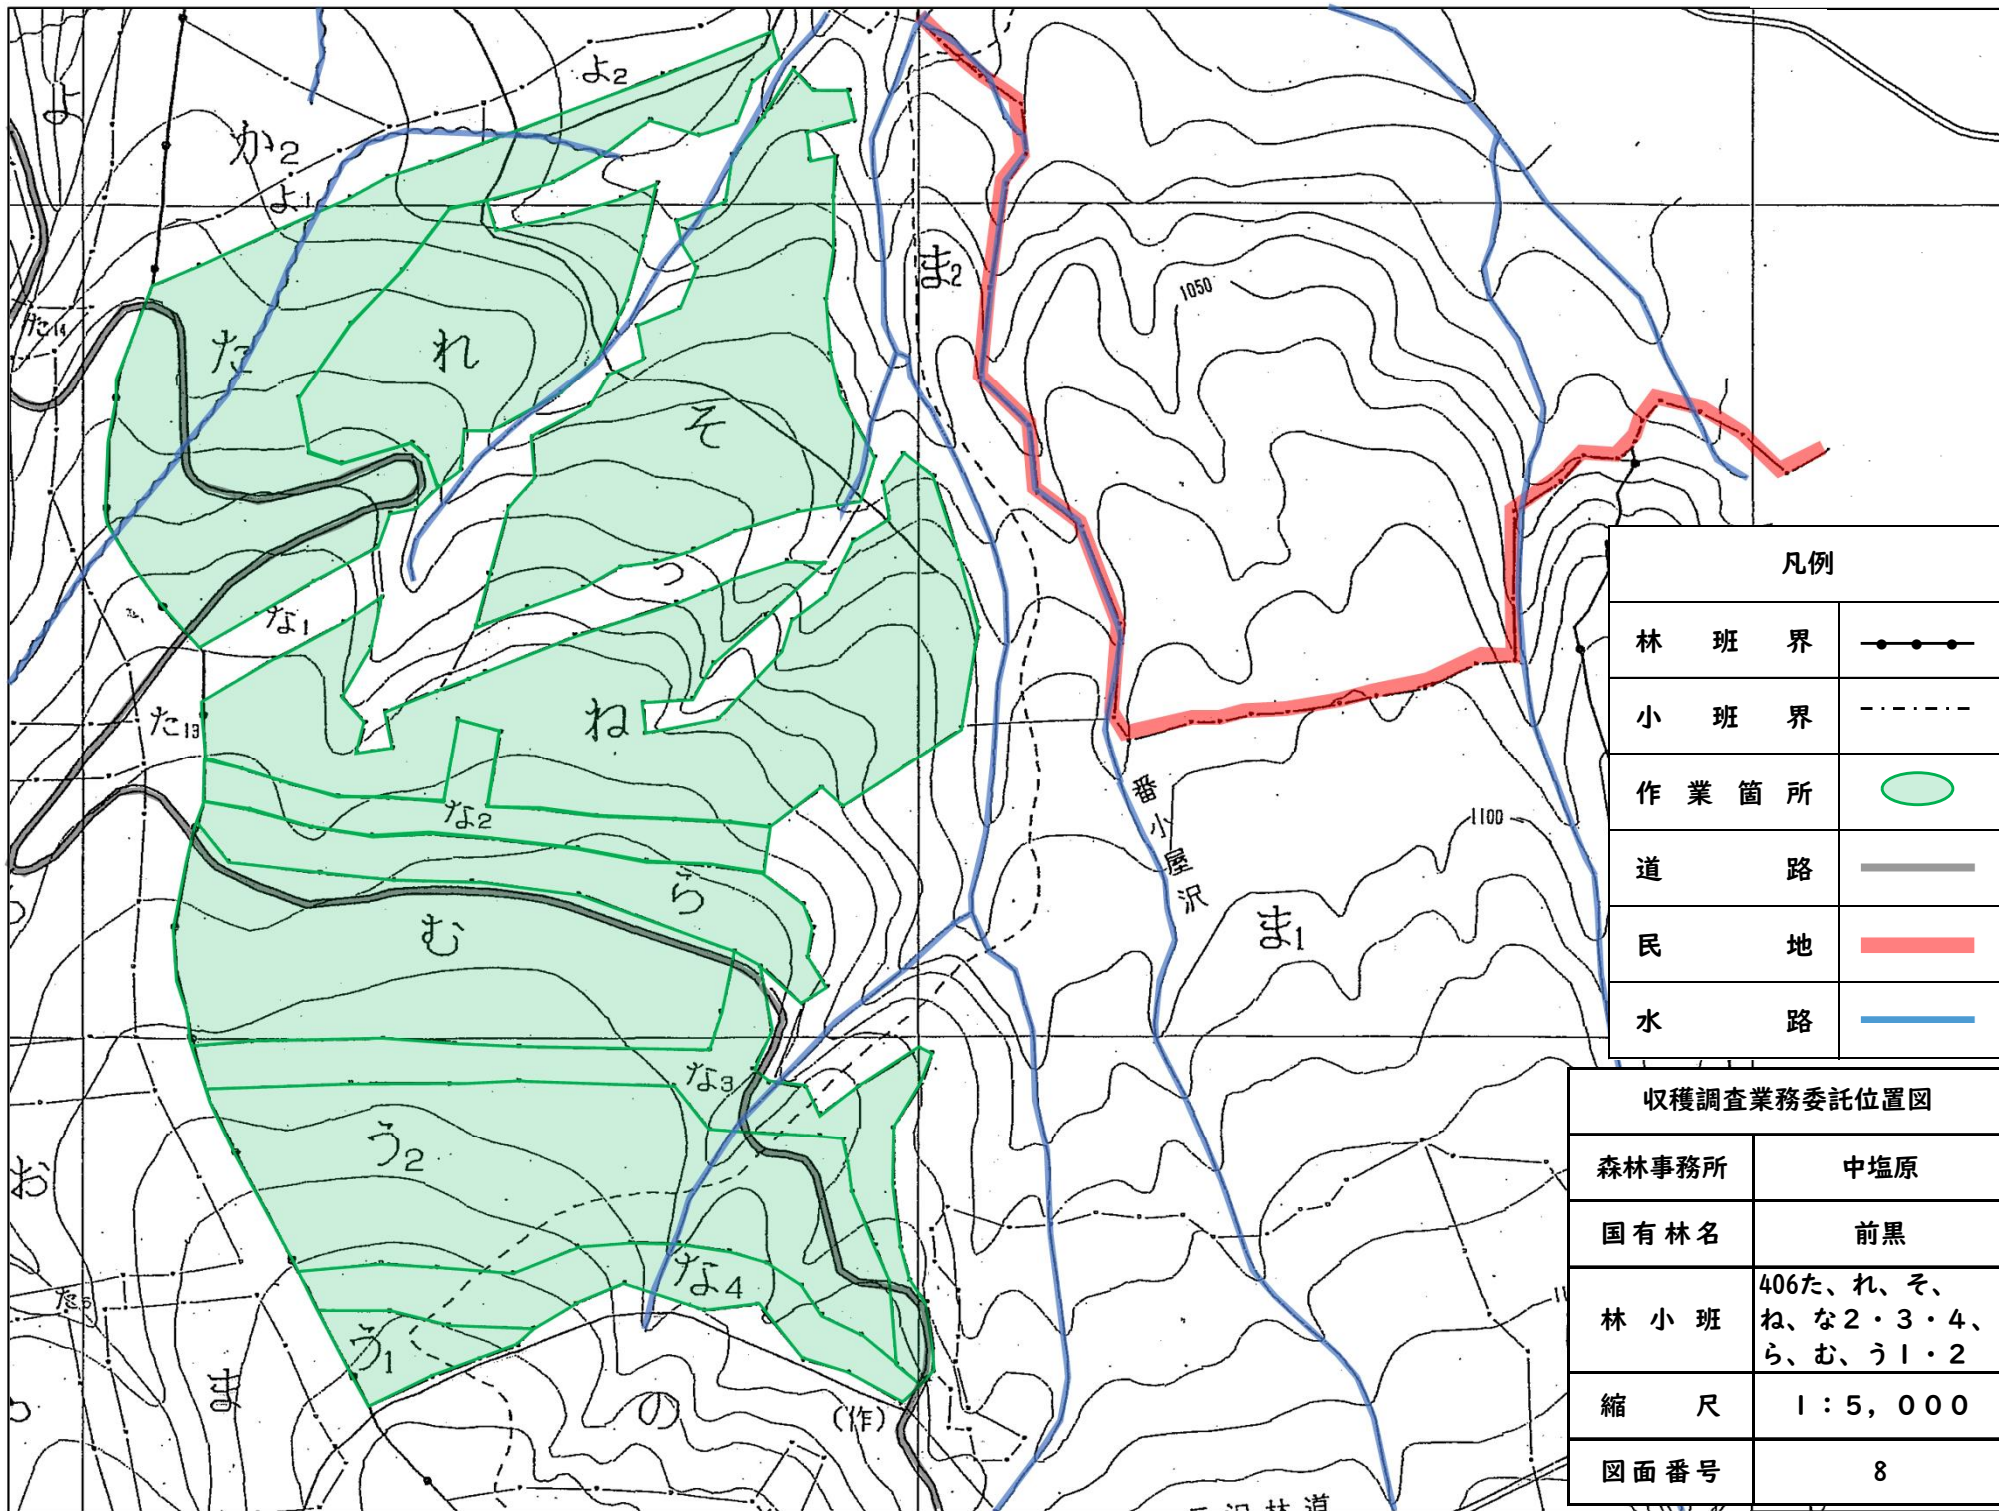 よ2
か2
よ1
よ
ま2
1050
た14
た
れ
そ
つ
な1
た13
ね
な2
番小屋沢
1100
ら
む
ま1
な3
う2
お
な4
う1
ま
の
(作)
凡例
林班界
小班界
作業箇所
道路
民地
水路
収穫調査業務委託位置図
森林事務所 中塩原
国有林名 前黒
林小班 406た、れ、そ、
ね、な2・3・4、
ら、む、う1・2
縮尺 1:5,000
図面番号 8